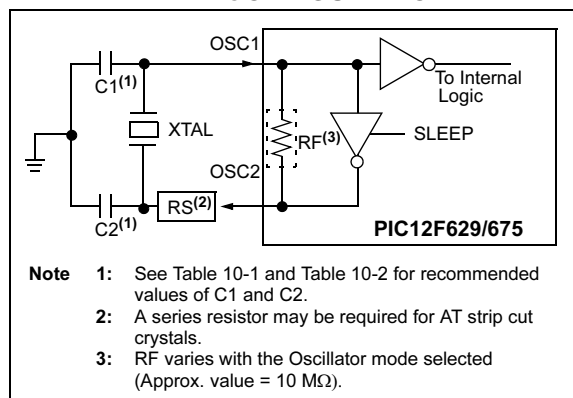 OSC1
C1(1)
To Internal
Logic
XTAL
RF(3)
SLEEP
OSC2
C2(1)
RS(2)
PIC12F629/675
Note 1: See Table 10-1 and Table 10-2 for recommended
values of C1 and C2.
2: A series resistor may be required for AT strip cut
crystals.
3: RF varies with the Oscillator mode selected
(Approx. value = 10 MΩ).